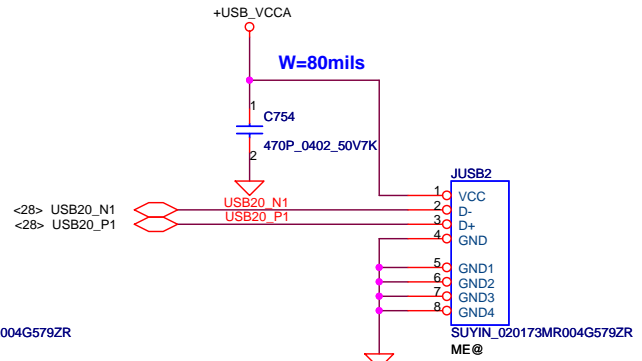 +USB_VCCA
W=80mils
1
C754
470P_0402_50V7K
2
JUSB2
1 VCC
<28> USB20_N1 USB20_N1 2 D-
<28> USB20_P1 USB20_P1 3 D+
4 GND
5 GND1
6 GND2
7 GND3
8 GND4
004G579ZR
SUYIN_020173MR004G579ZR
ME@